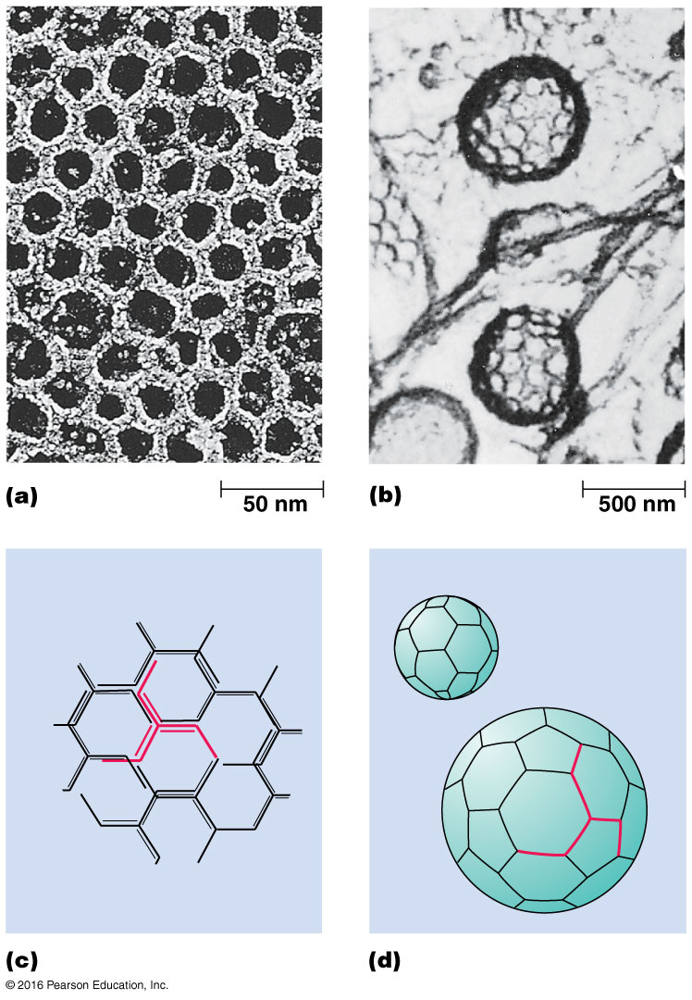 (a)
50 nm
(b)
500 nm
(c)
(d)
© 2016 Pearson Education, Inc.